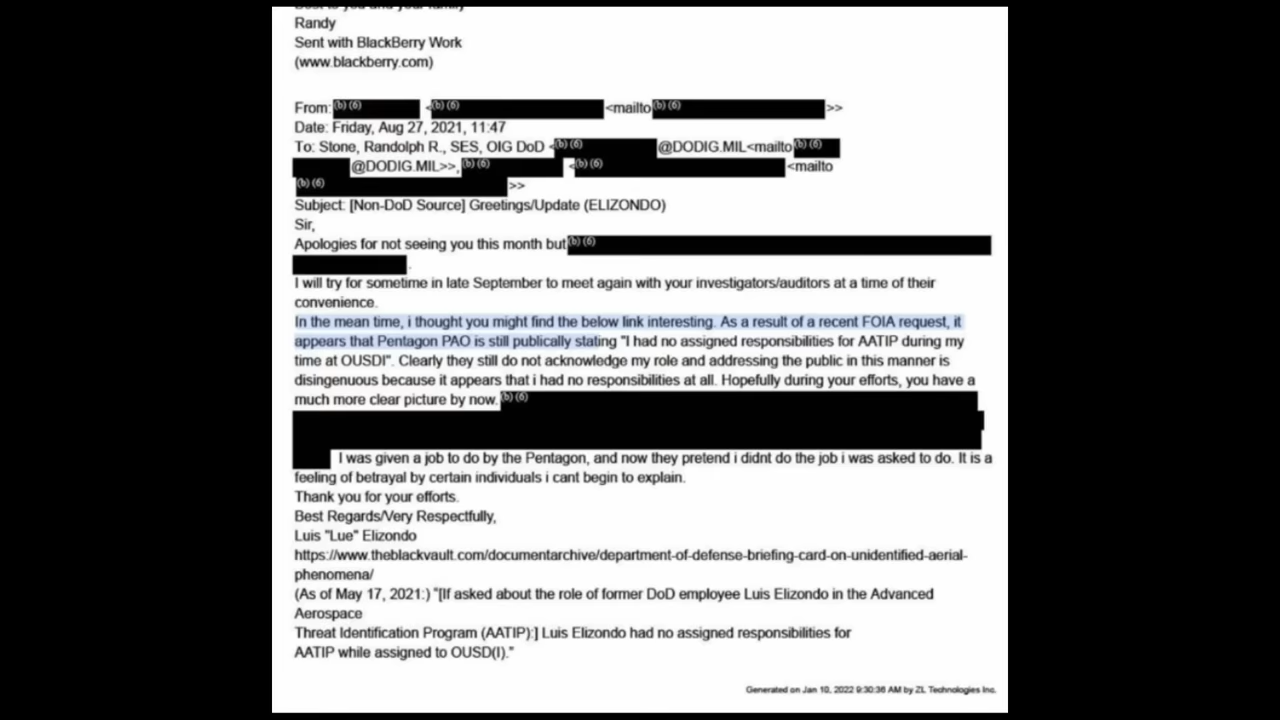 Best to you and your family
Randy
Sent with BlackBerry Work
(www.blackberry.com)
From: (b) (6) <(b) (6) <mailto (b) (6) >>
Date: Friday, Aug 27, 2021, 11:47
To: Stone, Randolph R., SES, OIG DoD <(b) (6) @DODIG.MIL<mailto (b) (6)
@DODIG.MIL>>, (b) (6) <(b) (6) <mailto
(b) (6) >>
Subject: [Non-DoD Source] Greetings/Update (ELIZONDO)
Sir,
Apologies for not seeing you this month but (b) (6)
.
I will try for sometime in late September to meet again with your investigators/auditors at a time of their
convenience.
In the mean time, i thought you might find the below link interesting. As a result of a recent FOIA request, it
appears that Pentagon PAO is still publically stating "I had no assigned responsibilities for AATIP during my
time at OUSDI". Clearly they still do not acknowledge my role and addressing the public in this manner is
disingenuous because it appears that i had no responsibilities at all. Hopefully during your efforts, you have a
much more clear picture by now. (b) (6)
I was given a job to do by the Pentagon, and now they pretend i didnt do the job i was asked to do. It is a
feeling of betrayal by certain individuals i cant begin to explain.
Thank you for your efforts.
Best Regards/Very Respectfully,
Luis "Lue" Elizondo
https://www.theblackvault.com/documentarchive/department-of-defense-briefing-card-on-unidentified-aerial-
phenomena/
(As of May 17, 2021:) "[If asked about the role of former DoD employee Luis Elizondo in the Advanced
Aerospace
Threat Identification Program (AATIP):] Luis Elizondo had no assigned responsibilities for
AATIP while assigned to OUSD(I)."
Generated on Jan 10, 2022 9:30:36 AM by ZL Technologies Inc.